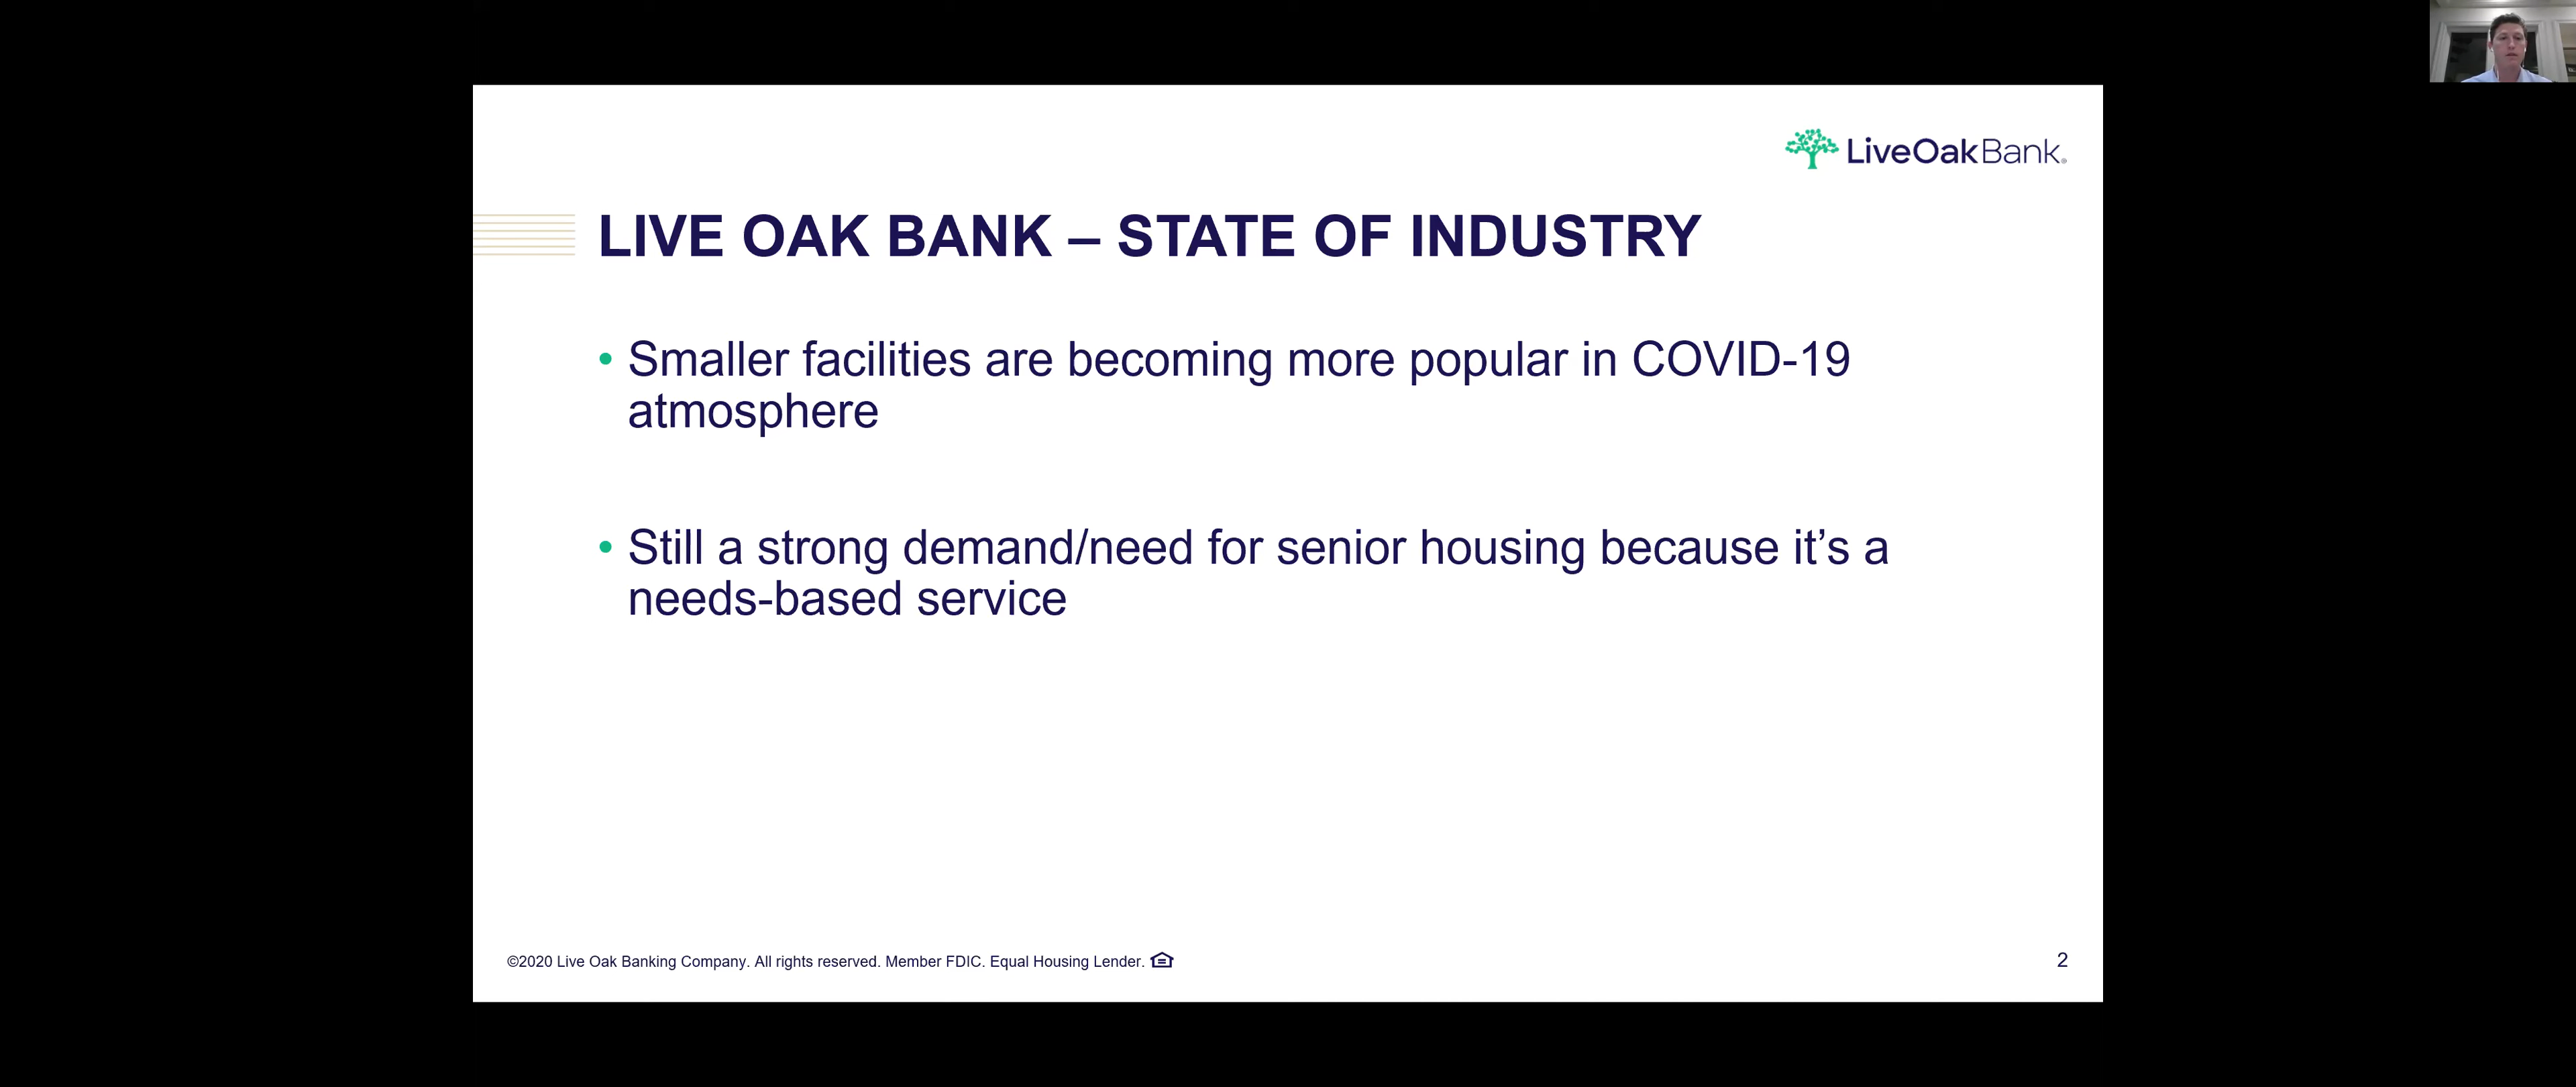 LiveOakBank®
LIVE OAK BANK – STATE OF INDUSTRY
• Smaller facilities are becoming more popular in COVID-19
atmosphere
• Still a strong demand/need for senior housing because it’s a
needs-based service
©2020 Live Oak Banking Company. All rights reserved. Member FDIC. Equal Housing Lender.
2